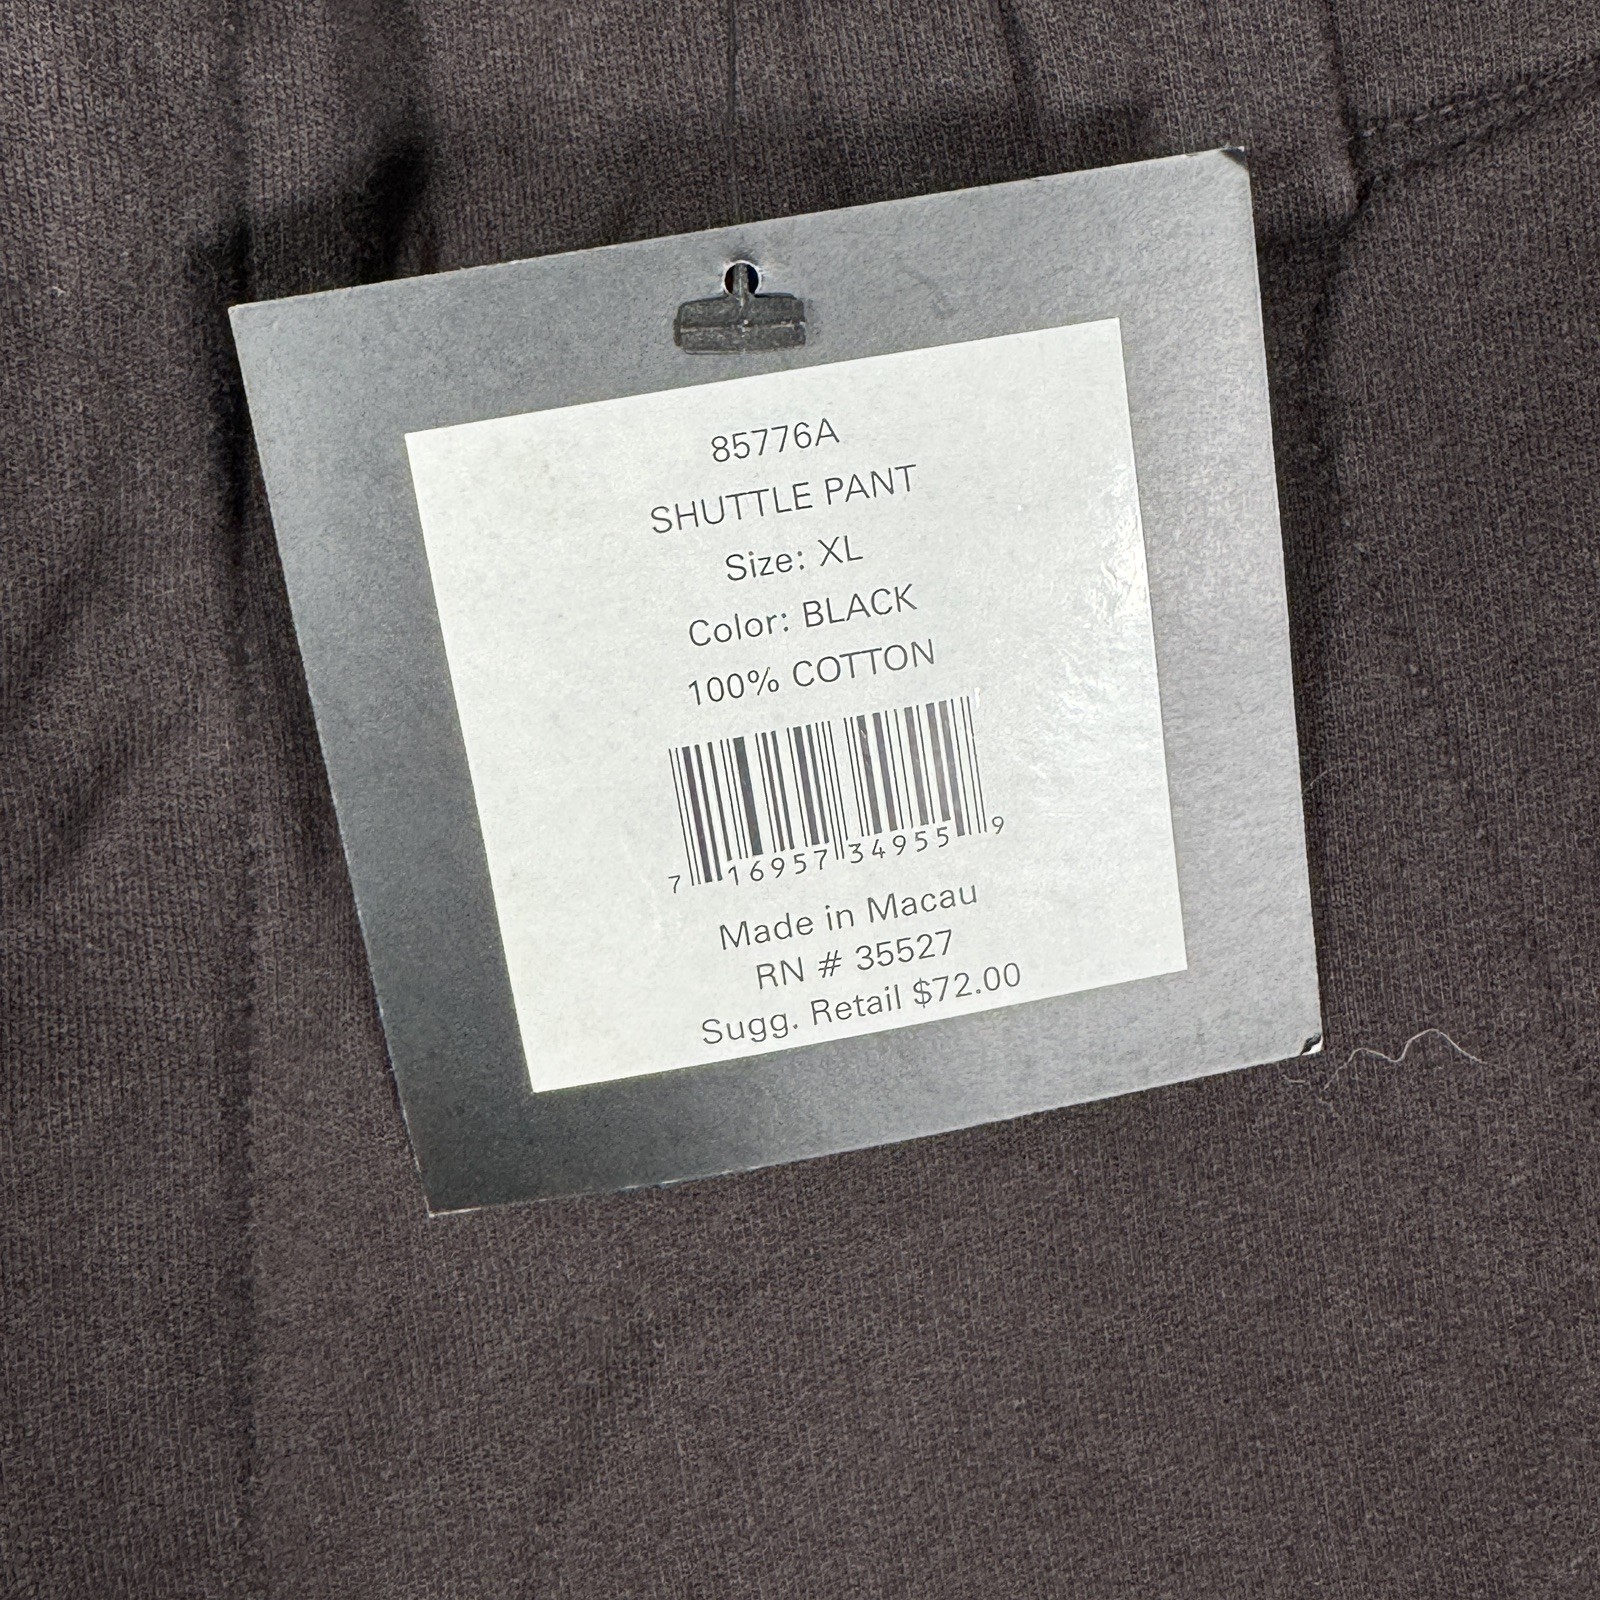 85776A
SHUTTLE PANT
Size: XL
Color: BLACK
100% COTTON
7 16957 34955 9
Made in Macau
RN # 35527
Sugg. Retail $72.00